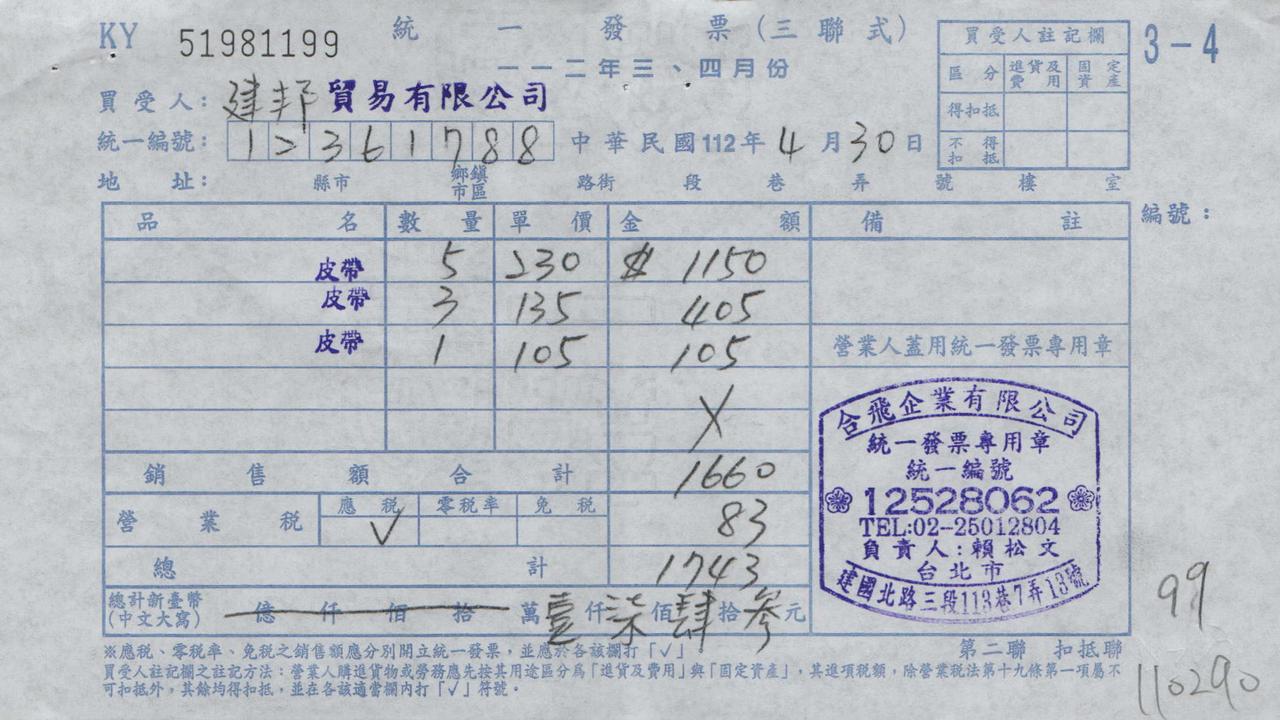 KY 51981199 統一發票(三聯式)
一一二年三、四月份
3-4
買受人註記欄
區分 進貨及費用 固定資產
得扣抵
不得扣抵
買受人: 建邦貿易有限公司
統一編號: 12361788 中華民國112年4月30日
地址: 縣市 鄉鎮市區 路街 段 巷 弄 號 樓 室
品名 數量 單價 金額 備註
編號:
皮帶 5 230 $ 1150
皮帶 3 135 405
皮帶 1 105 105
營業人蓋用統一發票專用章
銷售額合計 1660
營業稅 應稅 √ 零稅率 免稅 83
總計 1743
總計新臺幣(中文大寫) 億仟佰拾萬壹仟柒佰肆拾參元
合飛企業有限公司
統一發票專用章
統一編號
12528062
TEL:02-25012804
負責人:賴松文
台北市
建國北路三段113巷7弄13號
99
110290
※應稅、零稅率、免稅之銷售額應分別開立統一發票,並應於各該欄打「√」
第二聯 扣抵聯
買受人註記欄之註記方法:營業人購進貨物或勞務應先按其用途區分為「進貨及費用」與「固定資產」,其進項稅額,除營業稅法第十九條第一項屬不
可扣抵外,其餘均得扣抵,並在各該適當欄內打「√」符號。